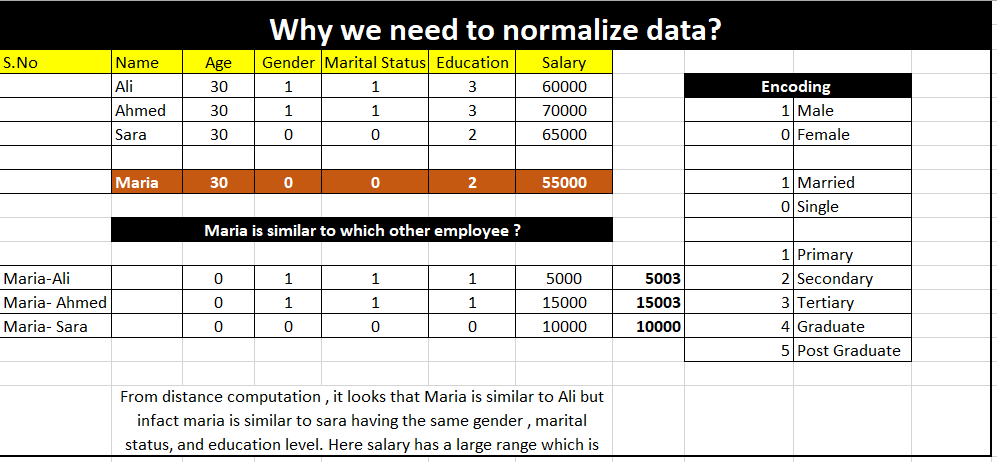 Why we need to normalize data?
S.No Name Age Gender Marital Status Education Salary
Ali 30 1 1 3 60000
Encoding
Ahmed 30 1 1 3 70000
1 Male
Sara 30 0 0 2 65000
0 Female
Maria 30 0 0 2 55000
1 Married
0 Single
Maria is similar to which other employee ?
1 Primary
Maria-Ali 0 1 1 1 5000 5003
2 Secondary
Maria- Ahmed 0 1 1 1 15000 15003
3 Tertiary
Maria- Sara 0 0 0 0 10000 10000
4 Graduate
5 Post Graduate
From distance computation , it looks that Maria is similar to Ali but
infact maria is similar to sara having the same gender , marital
status, and education level. Here salary has a large range which is